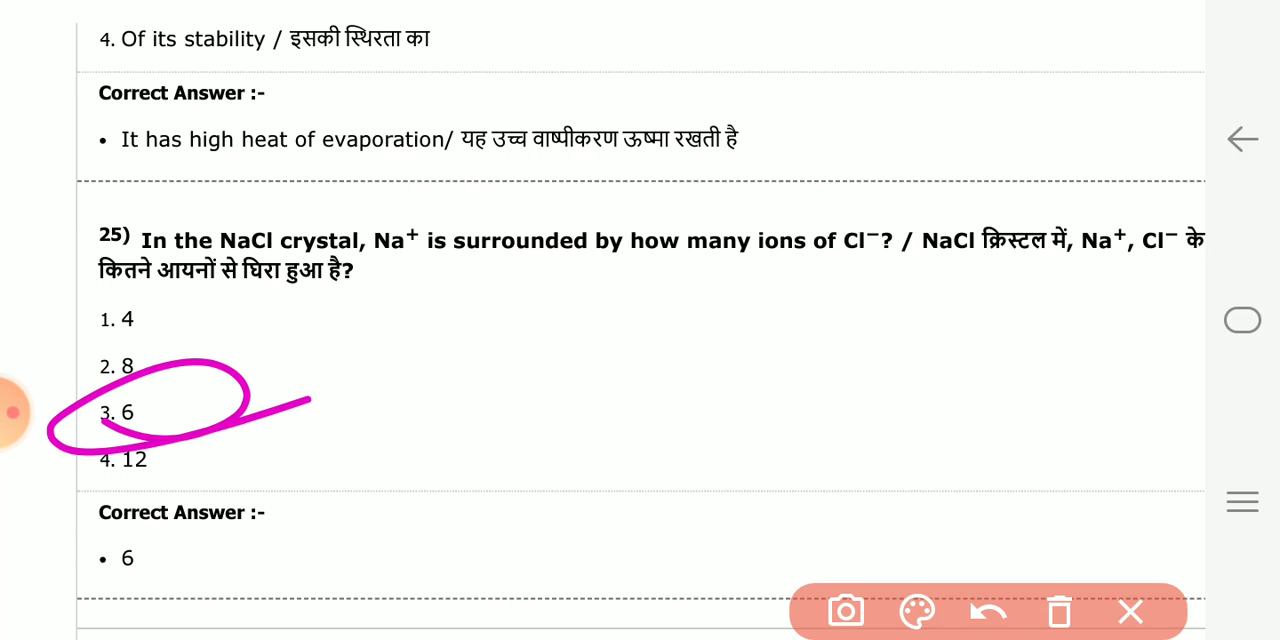 4. Of its stability / इसकी स्थिरता का
Correct Answer :-
• It has high heat of evaporation/ यह उच्च वाष्पीकरण ऊष्मा रखती है
25) In the NaCl crystal, Na⁺ is surrounded by how many ions of Cl⁻? / NaCl क्रिस्टल में, Na⁺, Cl⁻ के
कितने आयनों से घिरा हुआ है?
1. 4
2. 8
3. 6
4. 12
Correct Answer :-
• 6